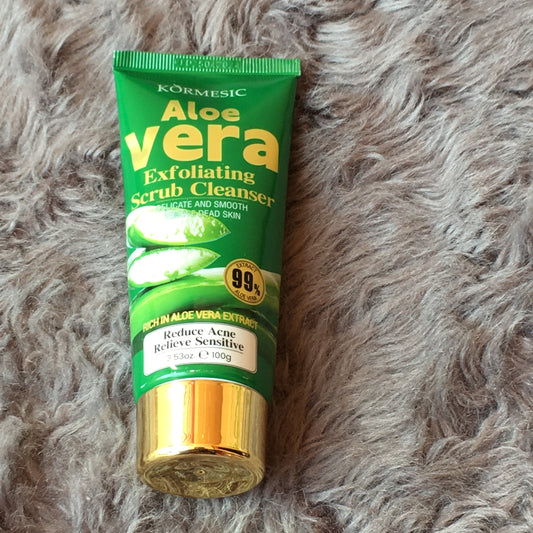 KORMESIC
Aloe
vera
Exfoliating
Scrub Cleanser
DELICATE AND SMOOTH
DEAD SKIN
EXTRACT
99%
ALOE VERA
RICH IN ALOE VERA EXTRACT
Reduce Acne
Relieve Sensitive
3.53oz. ℮ 100g